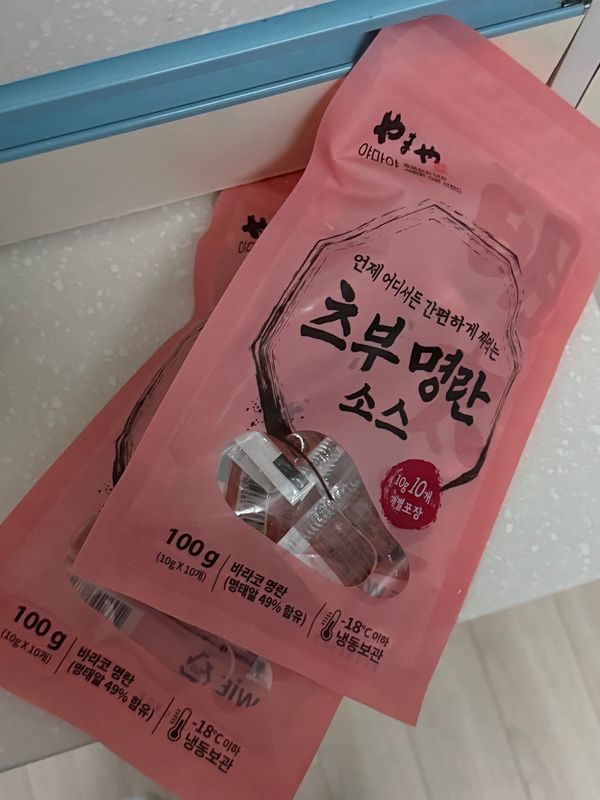 やまや
야마야
언제 어디서든 간편하게 짜먹는
츠부 명란
소스
10g 10개
개별포장
100g
(10g X 10개)
바라코 명란
(명태알 49% 함유)
-18℃ 이하
냉동보관
100g
(10g X 10개)
바라코 명란
(명태알 49% 함유)
-18℃ 이하
냉동보관